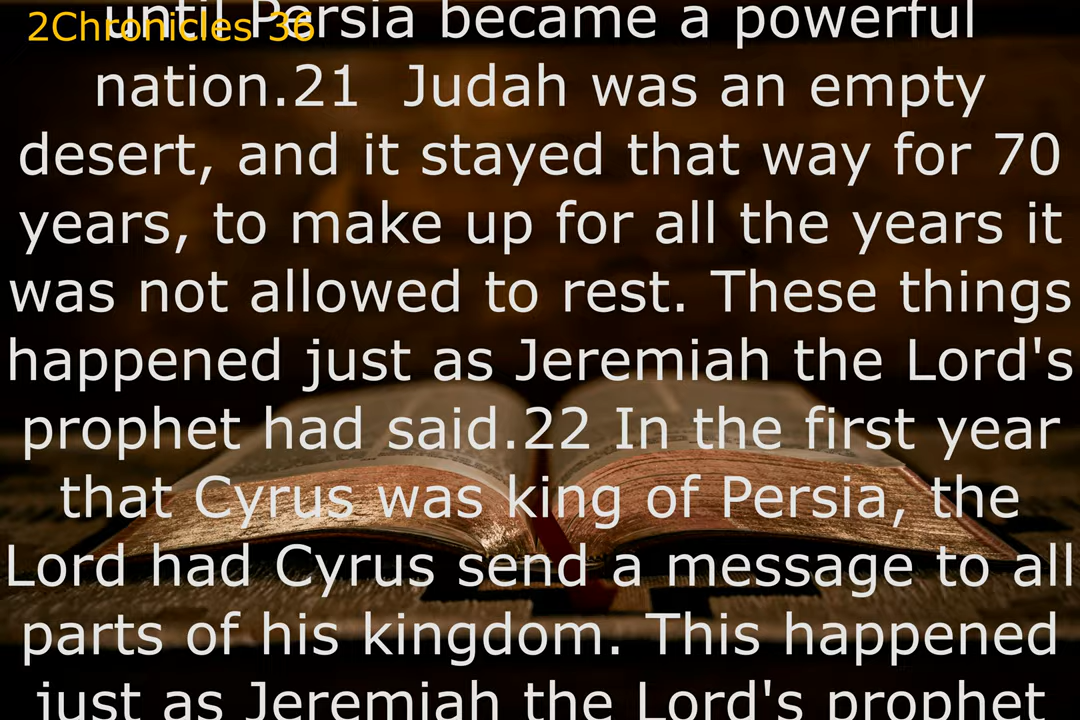 2Chronicles 36
until Persia became a powerful
nation.21  Judah was an empty
desert, and it stayed that way for 70
years, to make up for all the years it
was not allowed to rest. These things
happened just as Jeremiah the Lord's
prophet had said.22 In the first year
that Cyrus was king of Persia, the
Lord had Cyrus send a message to all
parts of his kingdom. This happened
just as Jeremiah the Lord's prophet